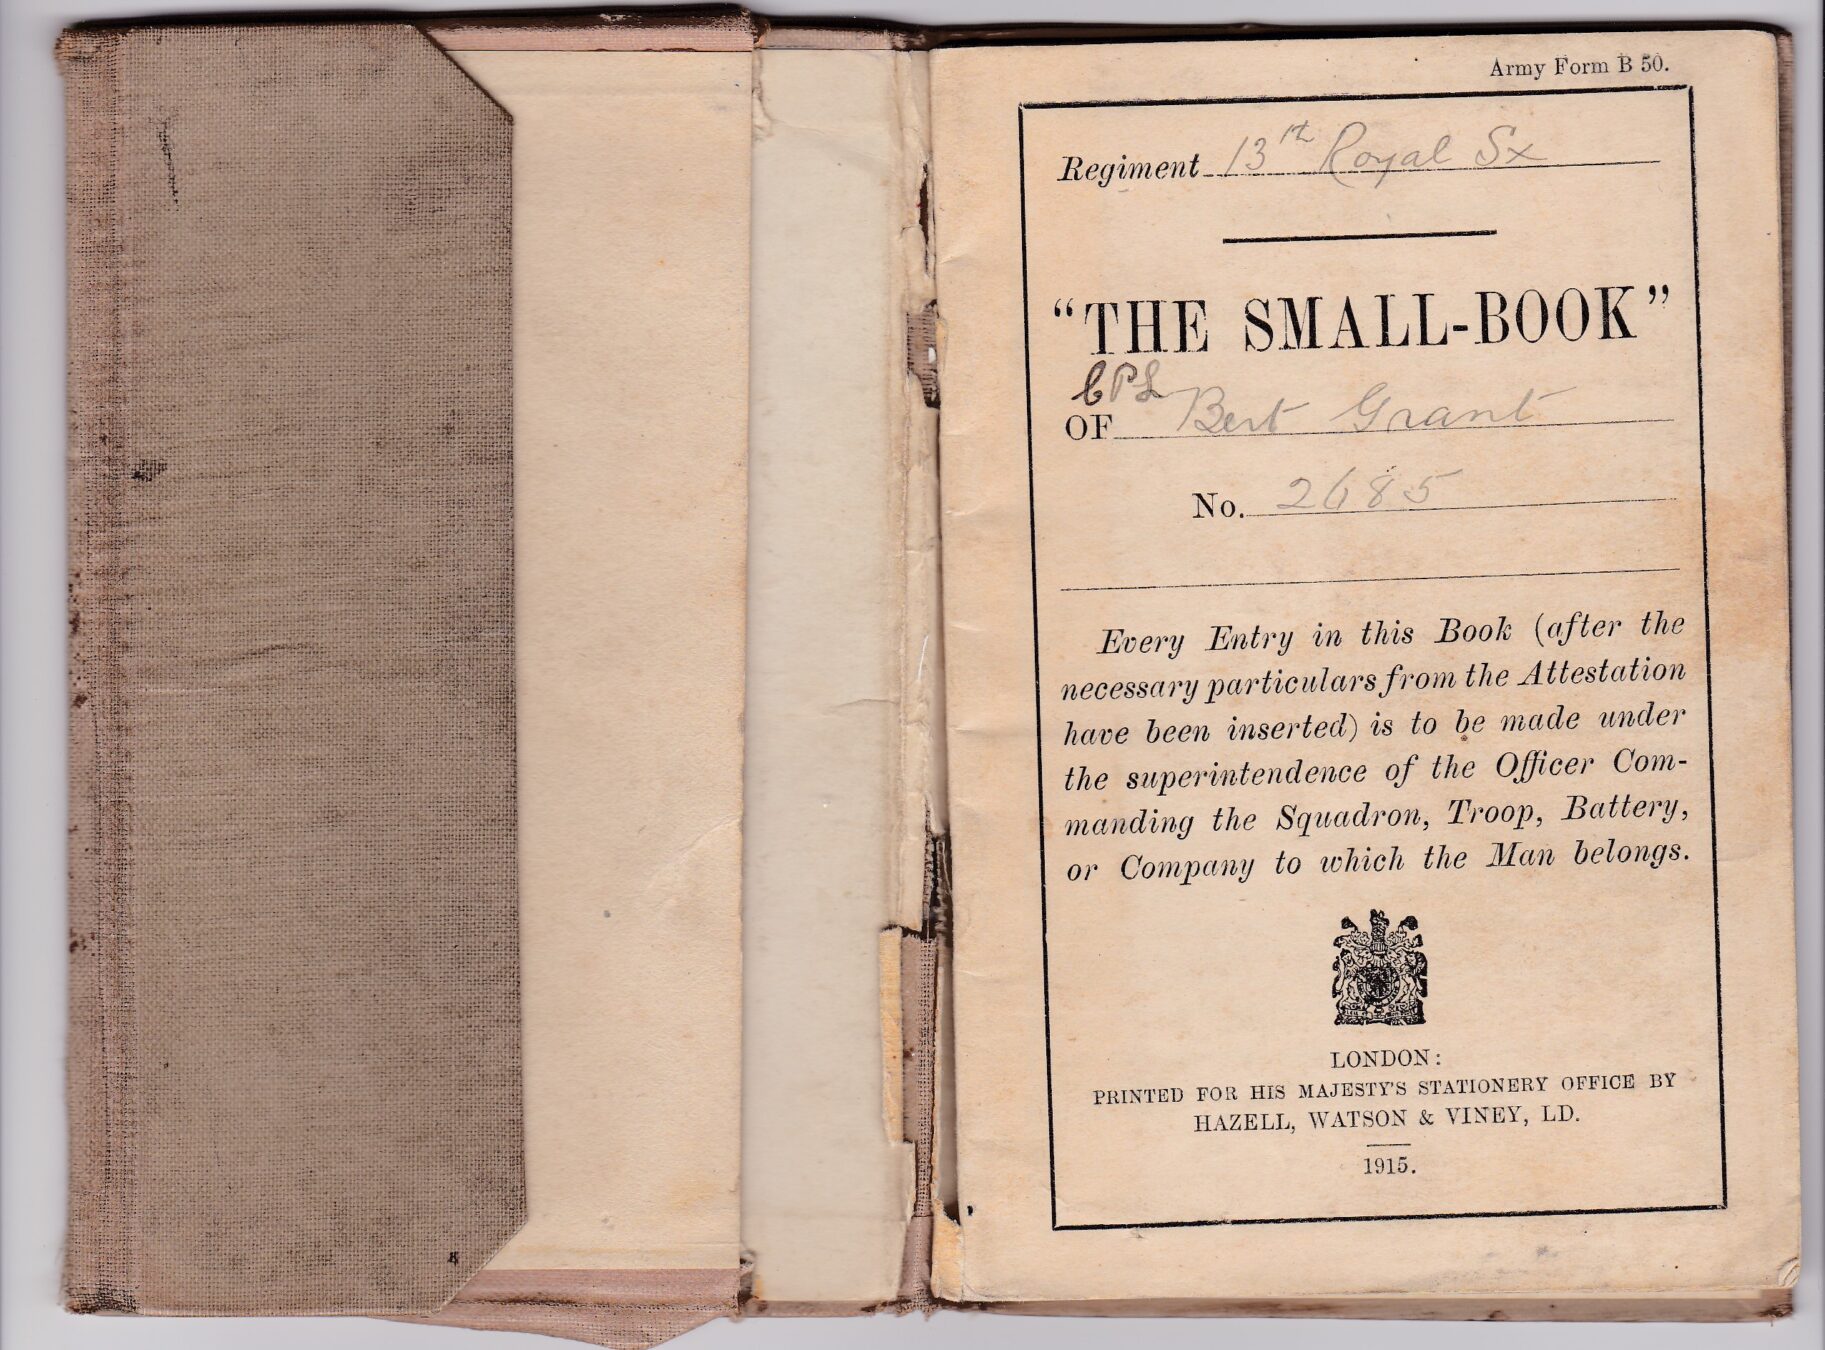 Army Form B 50.
Regiment 13th Royal Sx
"THE SMALL-BOOK"
CPL
OF Bert Grant
No. 2685
Every Entry in this Book (after the
necessary particulars from the Attestation
have been inserted) is to be made under
the superintendence of the Officer Com-
manding the Squadron, Troop, Battery,
or Company to which the Man belongs.
LONDON:
PRINTED FOR HIS MAJESTY'S STATIONERY OFFICE BY
HAZELL, WATSON & VINEY, LD.
1915.